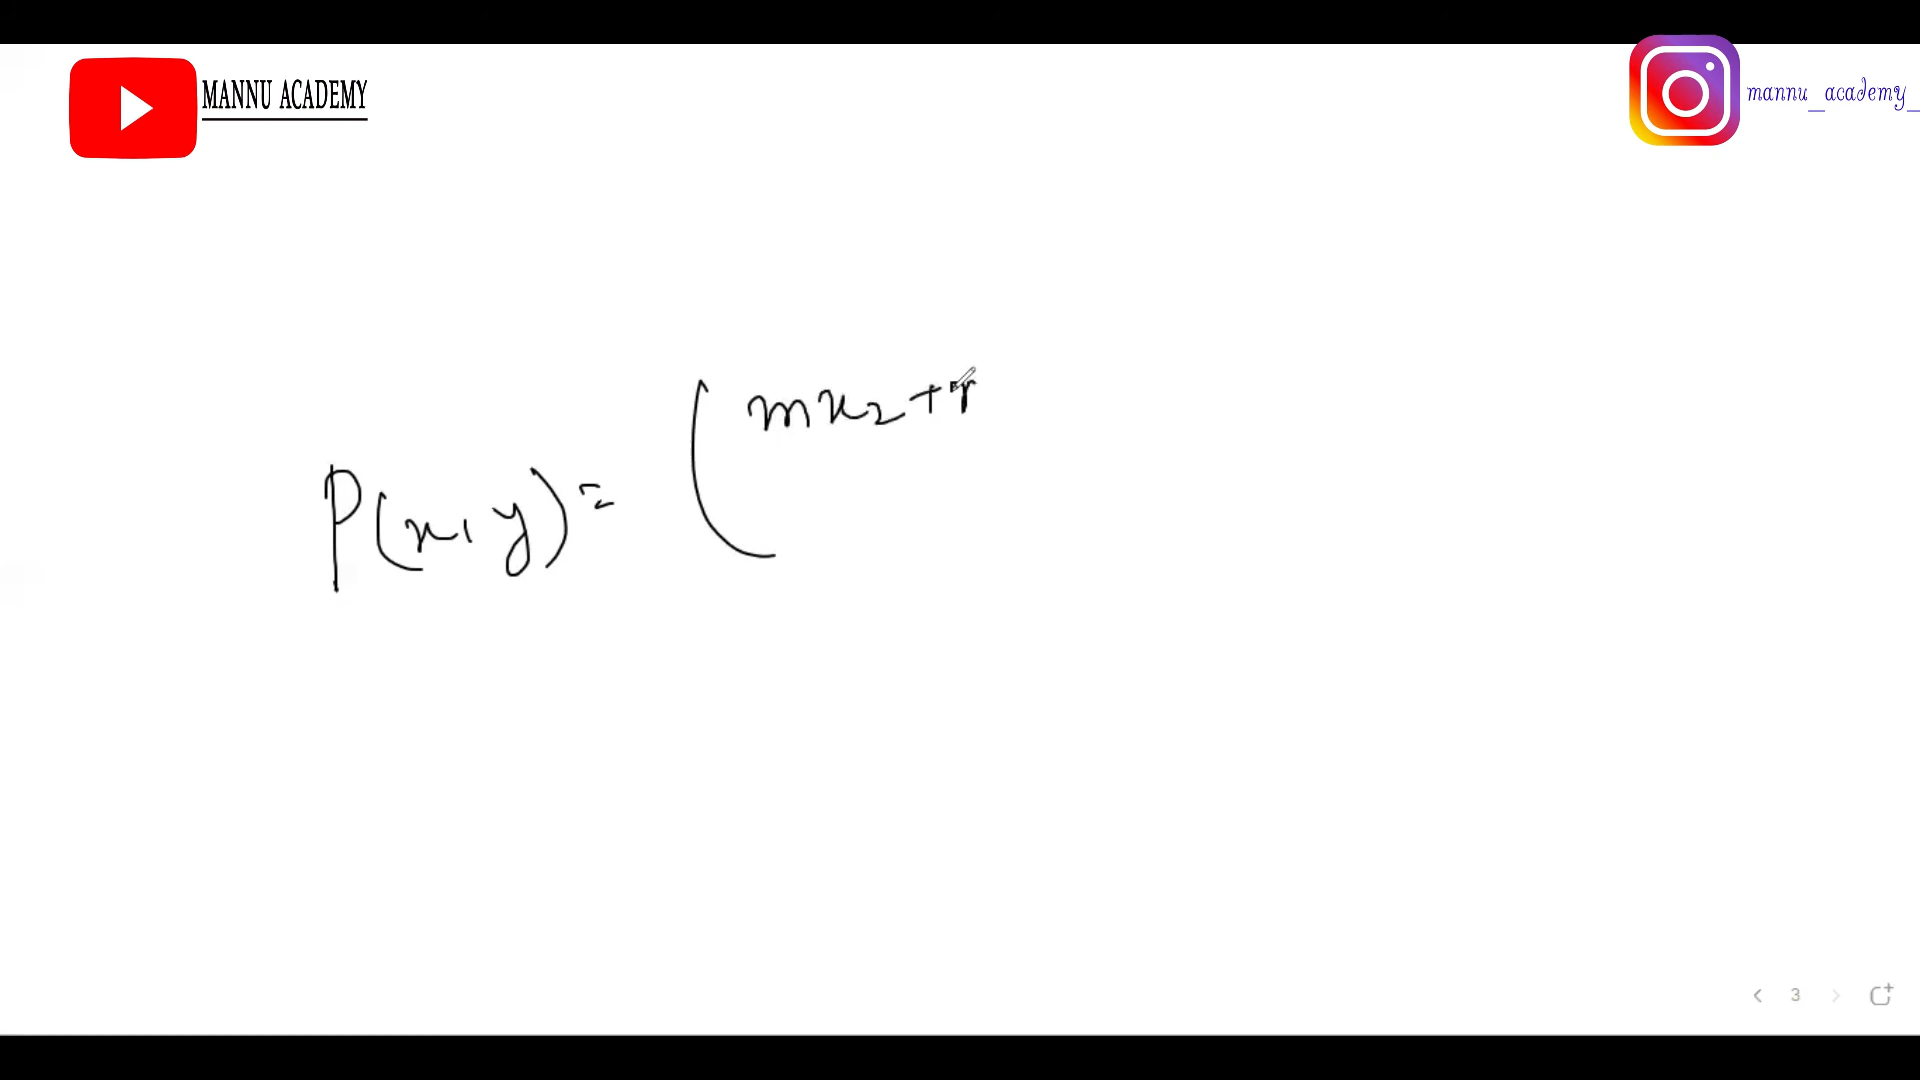 MANNU ACADEMY
mannu_academy_
P(x, y) = (mx₂+
3